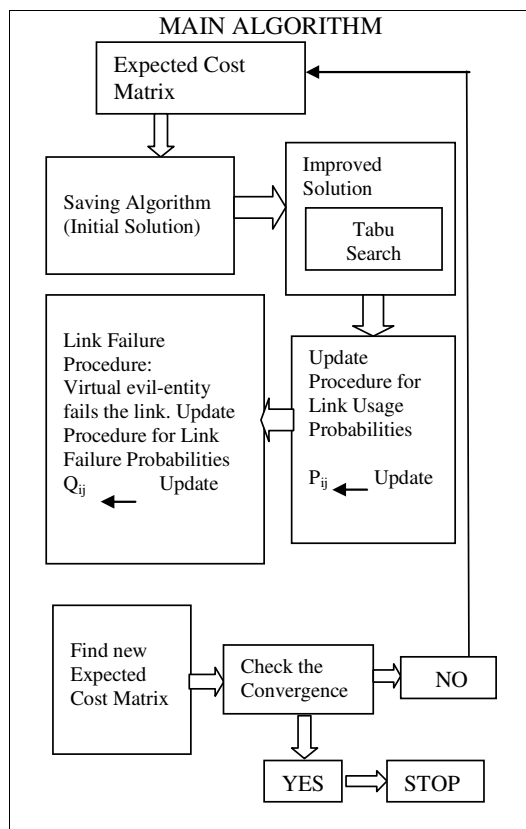 MAIN ALGORITHM
Expected Cost
Matrix
Saving Algorithm
(Initial Solution)
Improved
Solution
Tabu
Search
Update
Procedure for
Link Usage
Probabilities
Pij Update
Link Failure
Procedure:
Virtual evil-entity
fails the link. Update
Procedure for Link
Failure Probabilities
Qij Update
Find new
Expected
Cost Matrix
Check the
Convergence
NO
YES
STOP